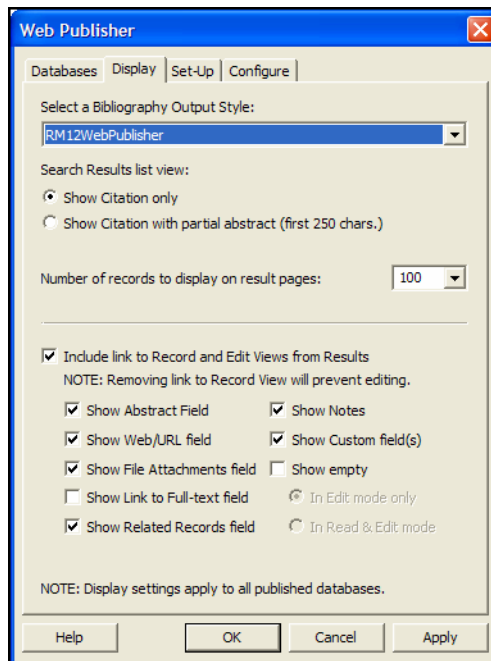 Web Publisher
Databases Display Set-Up Configure
Select a Bibliography Output Style:
RM12WebPublisher
Search Results list view:
Show Citation only
Show Citation with partial abstract (first 250 chars.)
Number of records to display on result pages: 100
Include link to Record and Edit Views from Results
NOTE: Removing link to Record View will prevent editing.
Show Abstract Field Show Notes
Show Web/URL field Show Custom field(s)
Show File Attachments field Show empty
Show Link to Full-text field In Edit mode only
Show Related Records field In Read & Edit mode
NOTE: Display settings apply to all published databases.
Help OK Cancel Apply